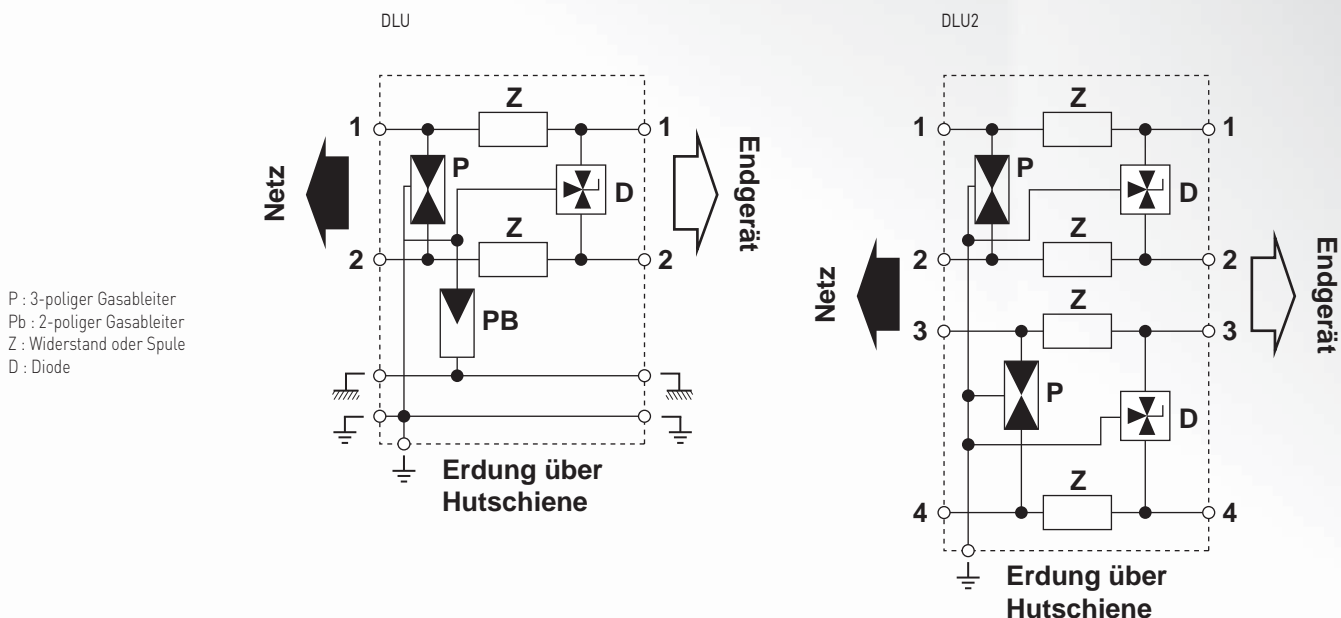 DLU
DLU2
P : 3-poliger Gasableiter
Pb : 2-poliger Gasableiter
Z : Widerstand oder Spule
D : Diode
Z
1
1
P
D
Netz
Endgerät
Z
2
2
PB
Erdung über
Hutschiene
Z
1
1
P
D
Z
2
2
Netz
Endgerät
Z
3
3
P
D
Z
4
4
Erdung über
Hutschiene